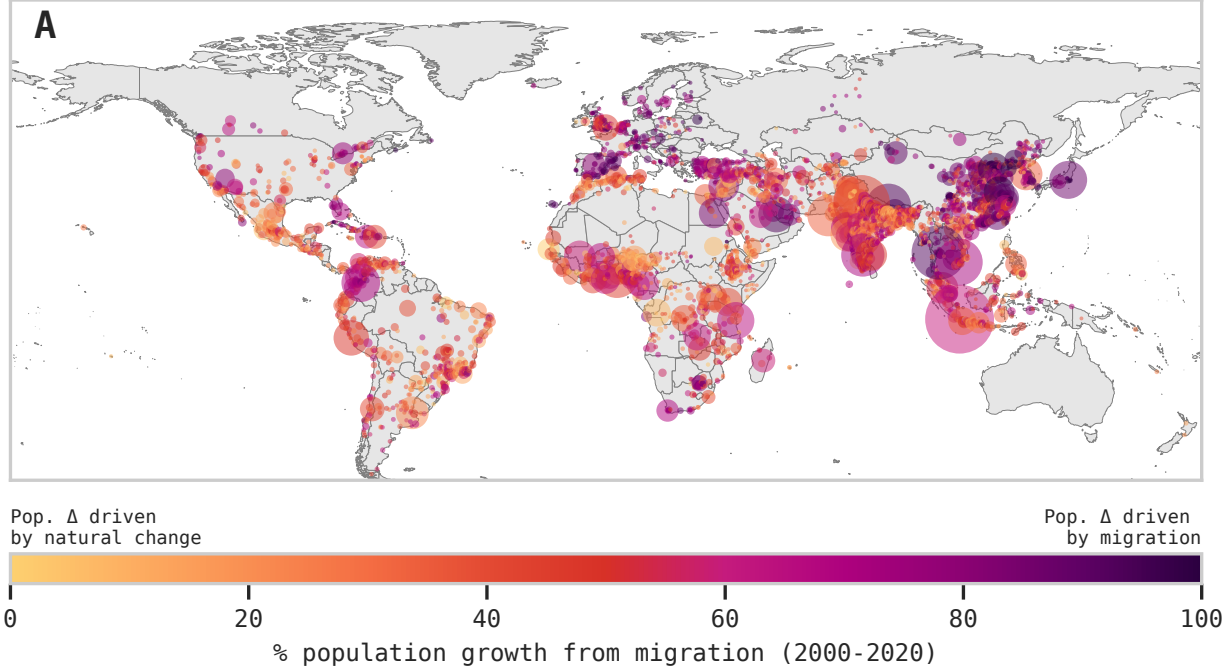 A
Pop. Δ driven
by natural change
Pop. Δ driven
by migration
0 20 40 60 80 100
% population growth from migration (2000-2020)